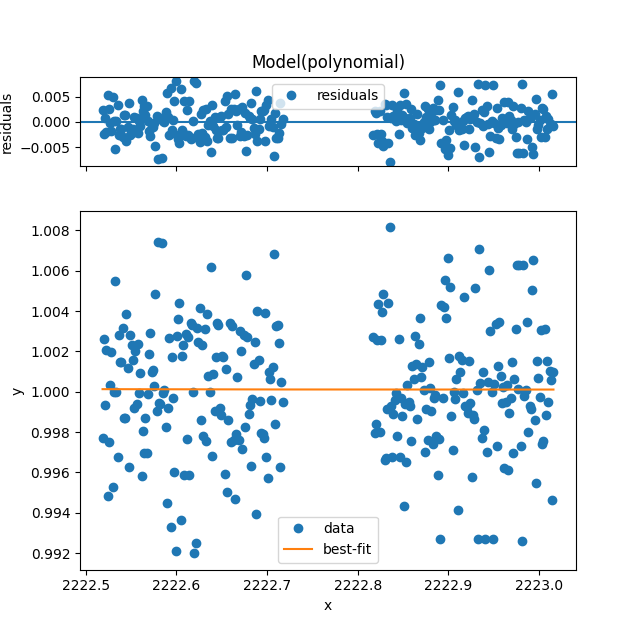 Model(polynomial)
residuals
0.005
0.000
−0.005
residuals
1.008
1.006
1.004
1.002
1.000
0.998
0.996
0.994
0.992
y
data
best-fit
2222.5 2222.6 2222.7 2222.8 2222.9 2223.0
x